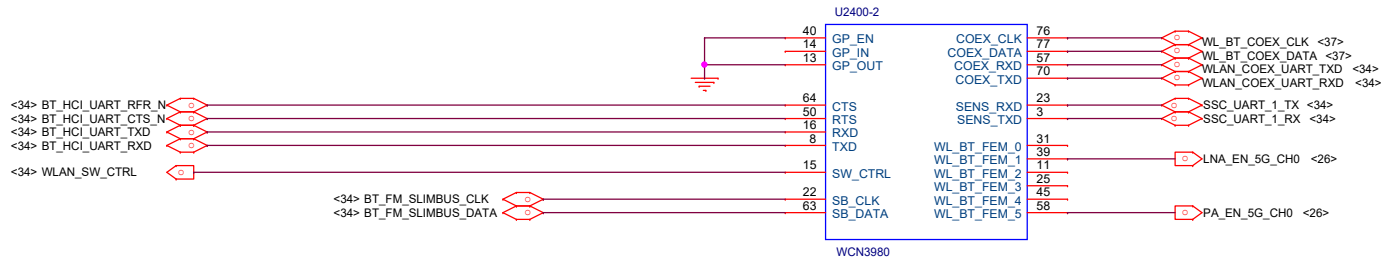 U2400-2
40 GP_EN COEX_CLK 76 WL_BT_COEX_CLK <37>
14 GP_IN COEX_DATA 77 WL_BT_COEX_DATA <37>
13 GP_OUT COEX_RXD 57 WLAN_COEX_UART_TXD <34>
COEX_TXD 70 WLAN_COEX_UART_RXD <34>
<34> BT_HCI_UART_RFR_N 64 CTS SENS_RXD 23 SSC_UART_1_TX <34>
<34> BT_HCI_UART_CTS_N 50 RTS SENS_TXD 3 SSC_UART_1_RX <34>
<34> BT_HCI_UART_TXD 16 RXD
<34> BT_HCI_UART_RXD 8 TXD WL_BT_FEM_0 31
WL_BT_FEM_1 39 LNA_EN_5G_CH0 <26>
<34> WLAN_SW_CTRL 15 SW_CTRL WL_BT_FEM_2 11
WL_BT_FEM_3 25
<34> BT_FM_SLIMBUS_CLK 22 SB_CLK WL_BT_FEM_4 45
<34> BT_FM_SLIMBUS_DATA 63 SB_DATA WL_BT_FEM_5 58 PA_EN_5G_CH0 <26>
WCN3980